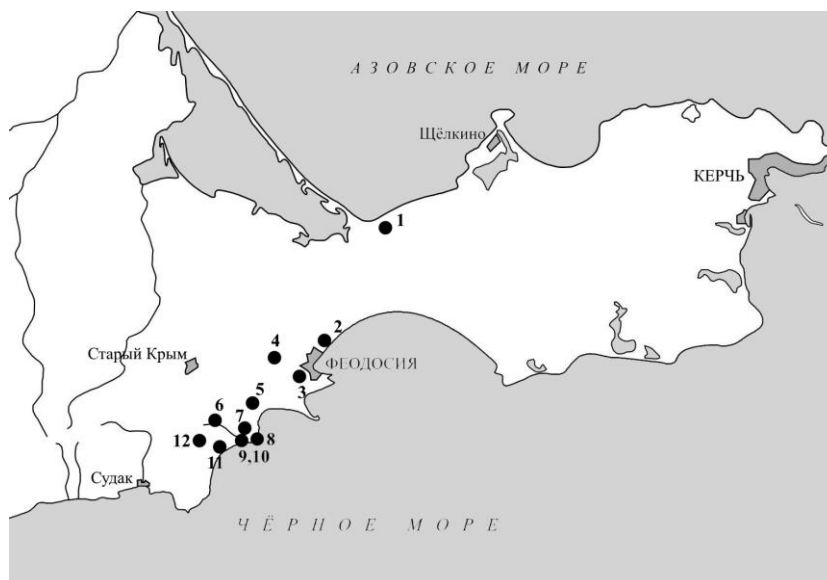 АЗОВСКОЕ МОРЕ
Щёлкино
КЕРЧЬ
1
2
4
Старый Крым
ФЕОДОСИЯ
3
5
6
7
12
8
11
9,10
Судак
ЧЁРНОЕ МОРЕ